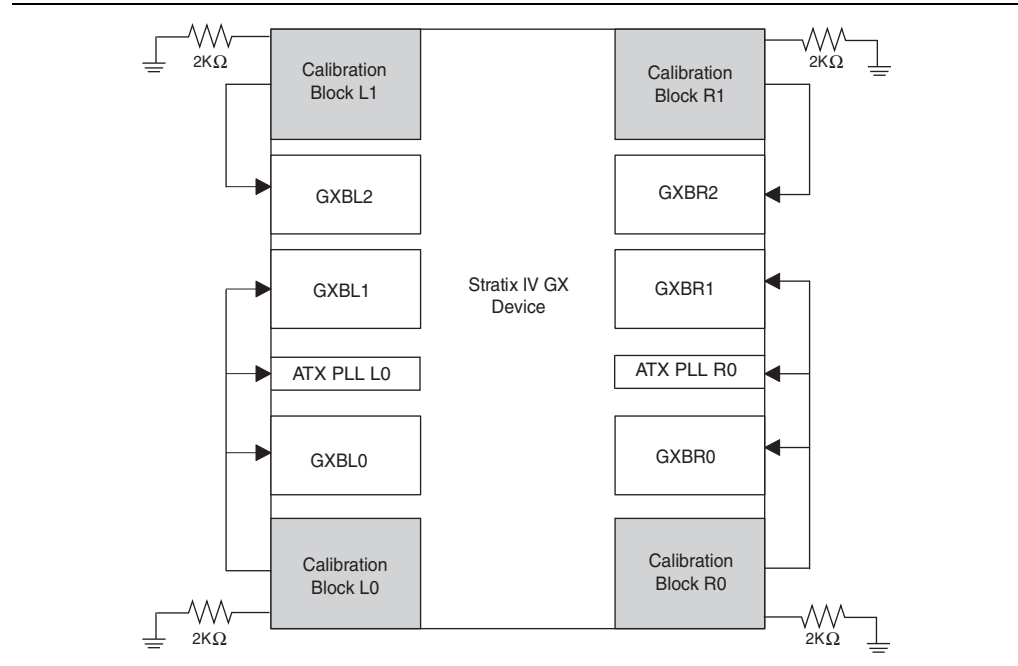 2KΩ
Calibration
Block L1
Calibration
Block R1
2KΩ
GXBL2
GXBR2
GXBL1
Stratix IV GX
Device
GXBR1
ATX PLL L0
ATX PLL R0
GXBL0
GXBR0
Calibration
Block L0
Calibration
Block R0
2KΩ
2KΩ